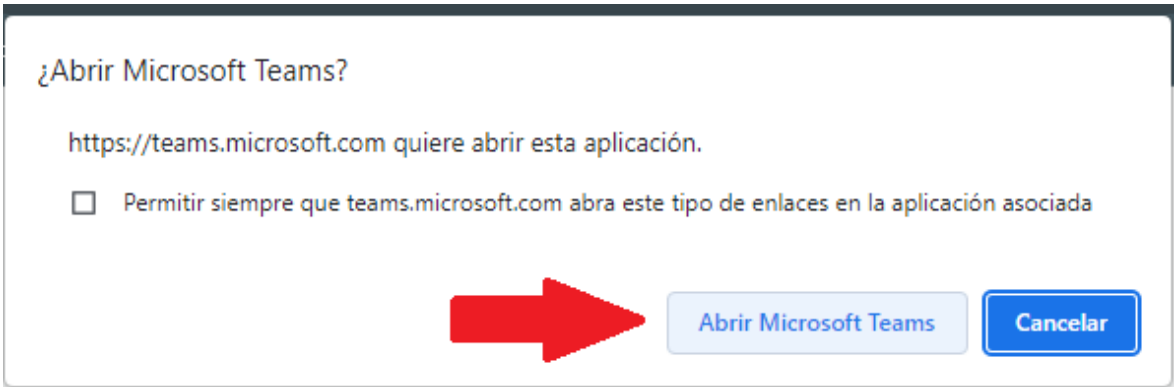 ¿Abrir Microsoft Teams?
https://teams.microsoft.com quiere abrir esta aplicación.
Permitir siempre que teams.microsoft.com abra este tipo de enlaces en la aplicación asociada
Abrir Microsoft Teams
Cancelar